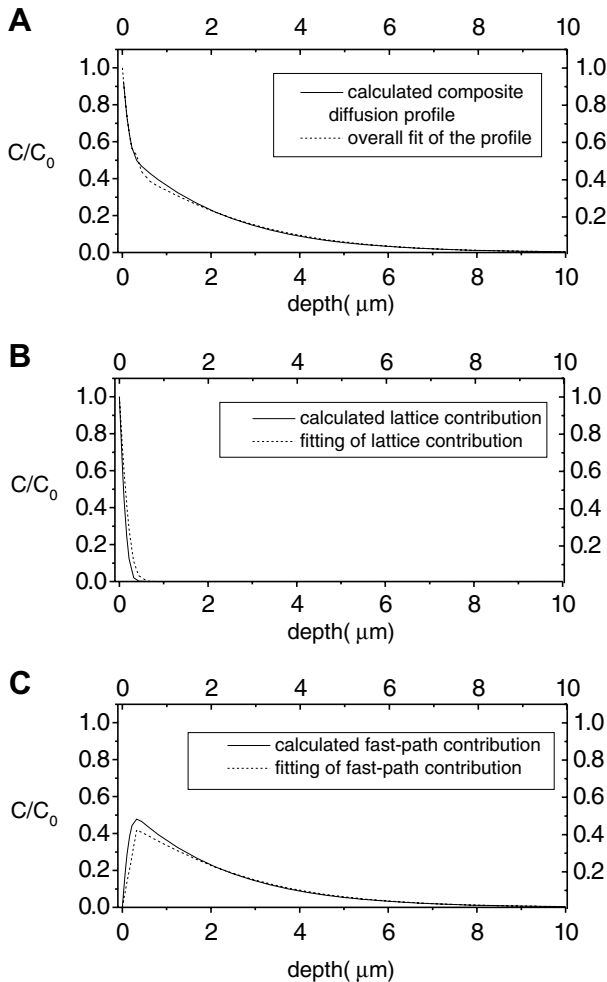 A
0 2 4 6 8 10
1.0
0.8
0.6
0.4
0.2
0.0
C/C0
calculated composite
diffusion profile
overall fit of the profile
1.0
0.8
0.6
0.4
0.2
0 2 4 6 8 10
depth( μm)
B
0 2 4 6 8 10
1.0
0.8
0.6
0.4
0.2
0.0
C/C0
calculated lattice contribution
fitting of lattice contribution
1.0
0.8
0.6
0.4
0.2
0 2 4 6 8 10
depth( μm)
C
0 2 4 6 8 10
1.0
0.8
0.6
0.4
0.2
0.0
C/C0
calculated fast-path contribution
fitting of fast-path contribution
1.0
0.8
0.6
0.4
0.2
0 2 4 6 8 10
depth( μm)